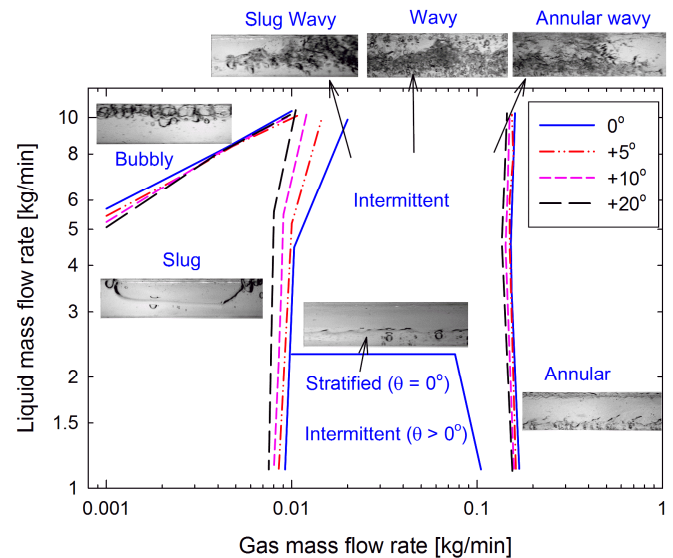 Slug Wavy
Wavy
Annular wavy
Liquid mass flow rate [kg/min]
10
8
6
5
4
3
2
1.5
1
Bubbly
Slug
Intermittent
Stratified (θ = 0°)
Intermittent (θ > 0°)
Annular
0°
+5°
+10°
+20°
0.001
0.01
0.1
1
Gas mass flow rate [kg/min]